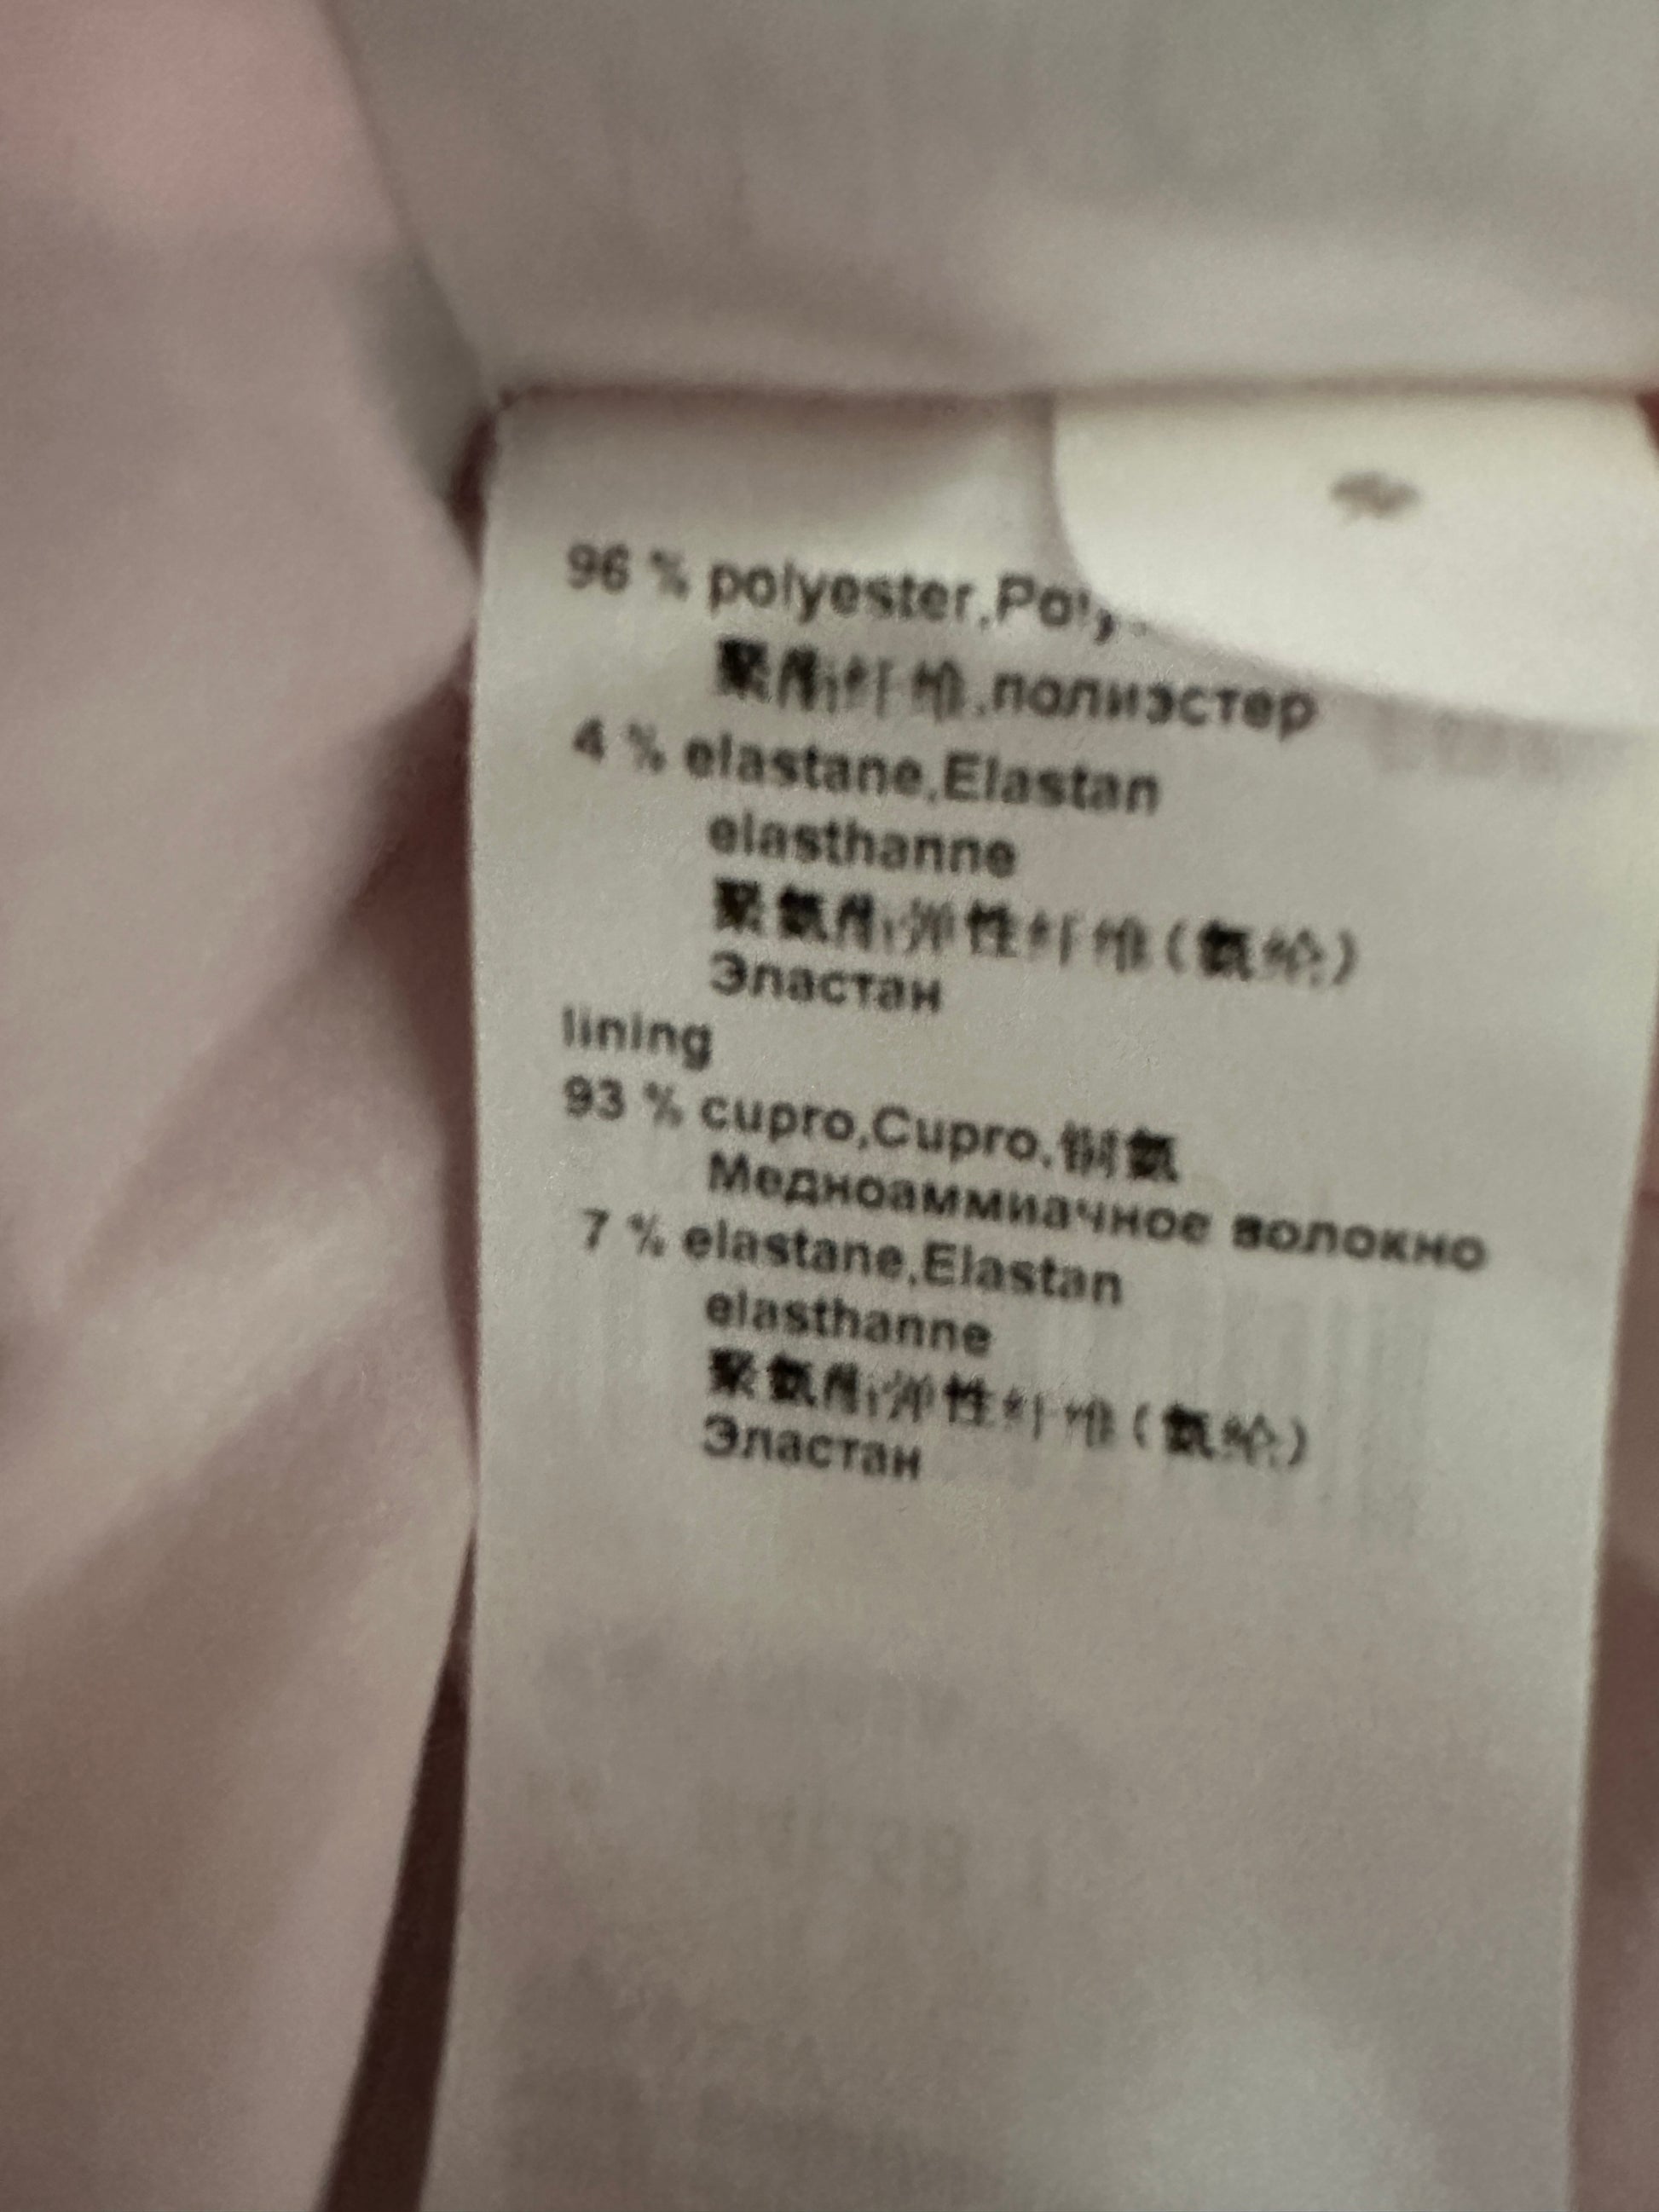 96 % polyester,Poly
聚酯纤维,полиэстер
4 % elastane,Elastan
elasthanne
聚氨酯弹性纤维(氨纶)
Эластан
lining
93 % cupro,Cupro,铜氨
Медноаммиачное волокно
7 % elastane,Elastan
elasthanne
聚氨酯弹性纤维(氨纶)
Эластан